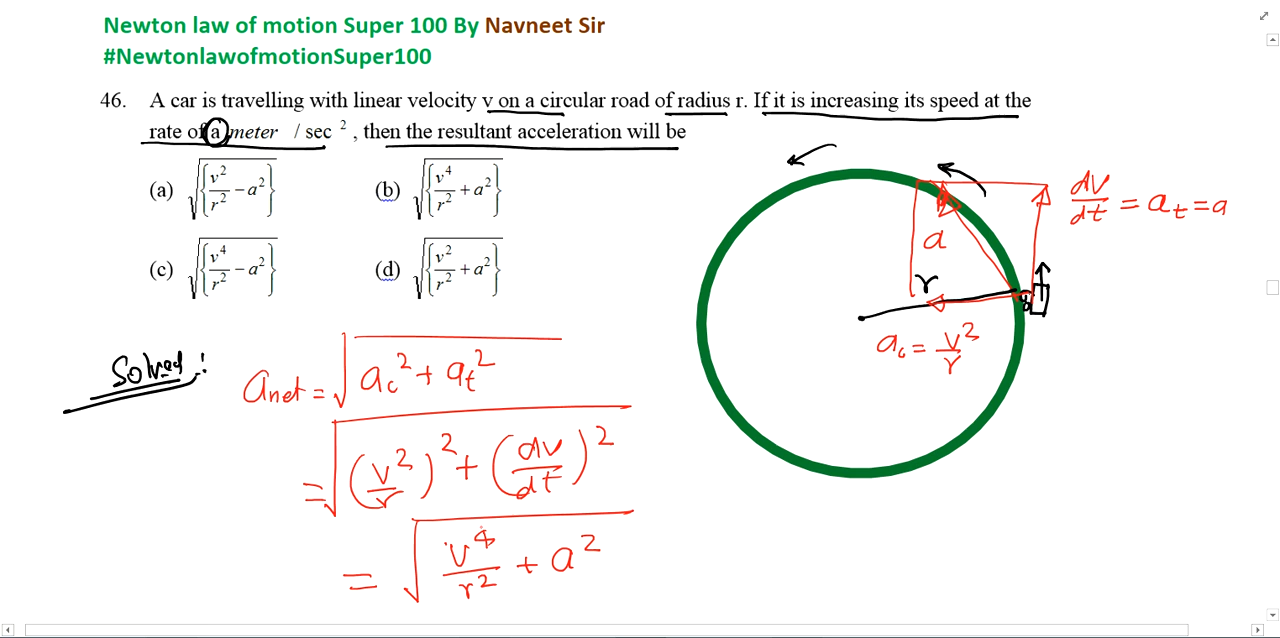 Newton law of motion Super 100 By Navneet Sir
#NewtonlawofmotionSuper100
46. A car is travelling with linear velocity v on a circular road of radius r. If it is increasing its speed at the
rate of a meter / sec ², then the resultant acceleration will be
(a) √{v²/r² − a²}
(b) √{v⁴/r² + a²}
(c) √{v⁴/r² − a²}
(d) √{v²/r² + a²}
dv/dt = a_t = a
a
r
a_c = v²/r
Solved :
a_net = √(a_c² + a_t²)
= √((v²/r)² + (dv/dt)²)
= √(v⁴/r² + a²)